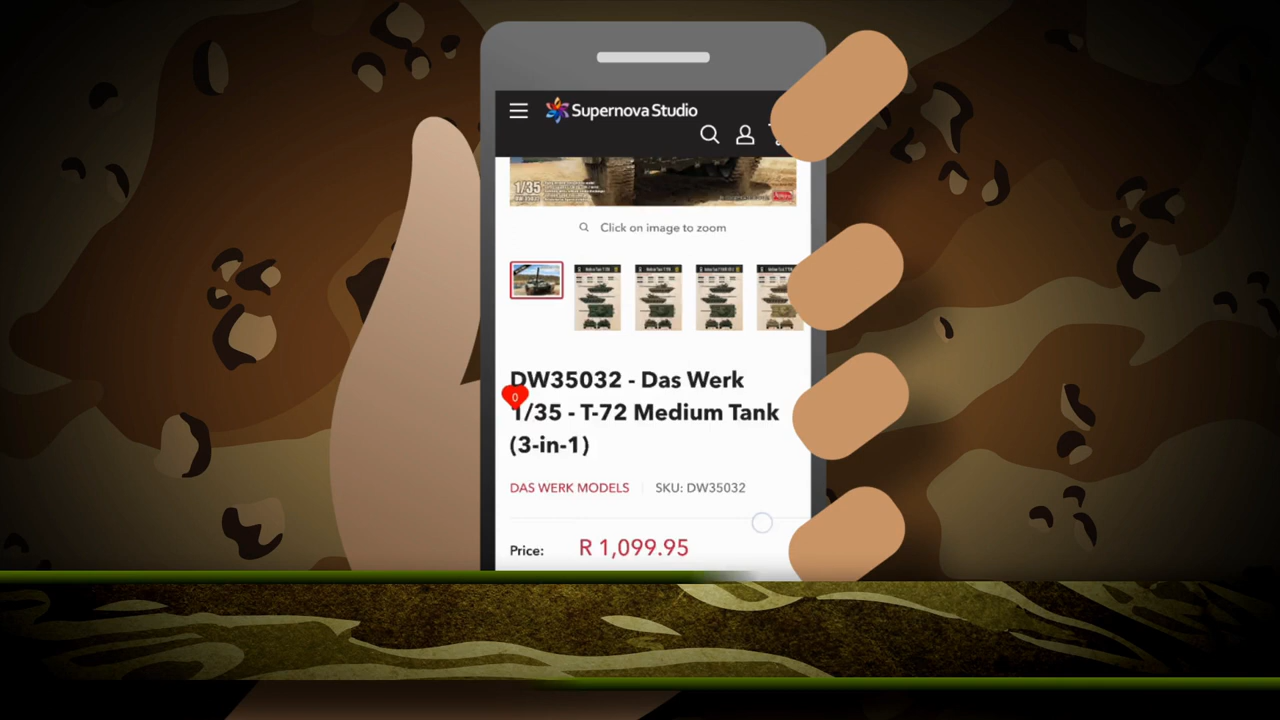 Supernova Studio
1/35
Click on image to zoom
DW35032 - Das Werk
0
1/35 - T-72 Medium Tank
(3-in-1)
DAS WERK MODELS
SKU: DW35032
Price:
R 1,099.95